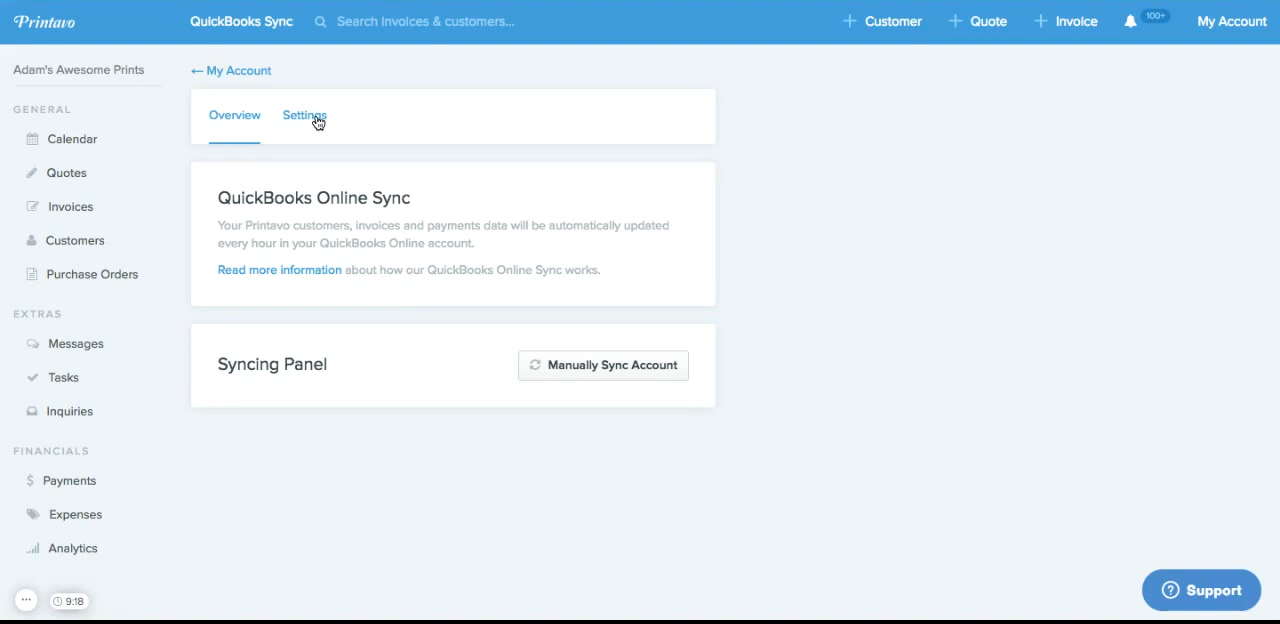 Printavo
QuickBooks Sync
Search Invoices & customers...
Customer
Quote
Invoice
100+
My Account
Adam's Awesome Prints
GENERAL
Calendar
Quotes
Invoices
Customers
Purchase Orders
EXTRAS
Messages
Tasks
Inquiries
FINANCIALS
Payments
Expenses
Analytics
9:18
← My Account
Overview
Settings
QuickBooks Online Sync
Your Printavo customers, invoices and payments data will be automatically updated
every hour in your QuickBooks Online account.
Read more information about how our QuickBooks Online Sync works.
Syncing Panel
Manually Sync Account
Support